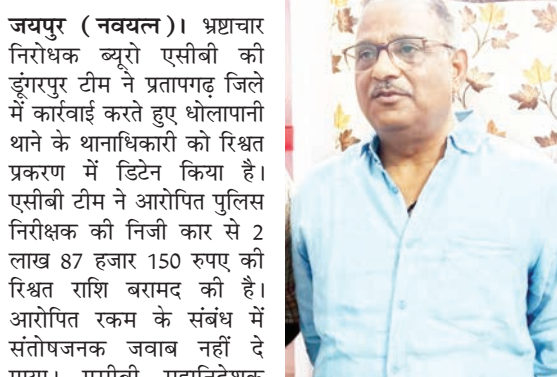 जयपुर ( नवयत्न )। भ्रष्टाचार
निरोधक ब्यूरो एसीबी की
डूंगरपुर टीम ने प्रतापगढ़ जिले
में कार्रवाई करते हुए धोलापानी
थाने के थानाधिकारी को रिश्वत
प्रकरण में डिटेन किया है।
एसीबी टीम ने आरोपित पुलिस
निरीक्षक की निजी कार से 2
लाख 87 हजार 150 रुपए की
रिश्वत राशि बरामद की है।
आरोपित रकम के संबंध में
संतोषजनक जवाब नहीं दे